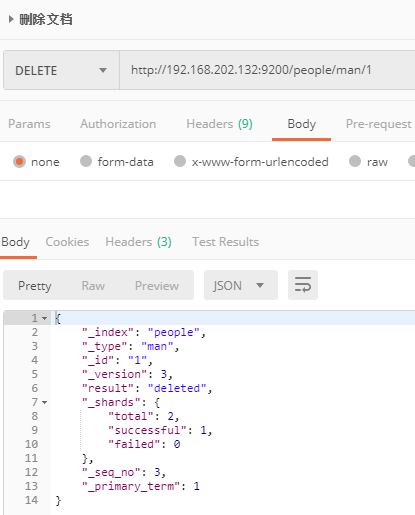 删除文档
DELETE http://192.168.202.132:9200/people/man/1
Params Authorization Headers (9) Body Pre-request
none form-data x-www-form-urlencoded raw
Body Cookies Headers (3) Test Results
Pretty Raw Preview JSON
1 {
2 "_index": "people",
3 "_type": "man",
4 "_id": "1",
5 "_version": 3,
6 "result": "deleted",
7 "_shards": {
8 "total": 2,
9 "successful": 1,
10 "failed": 0
11 },
12 "_seq_no": 3,
13 "_primary_term": 1
14 }